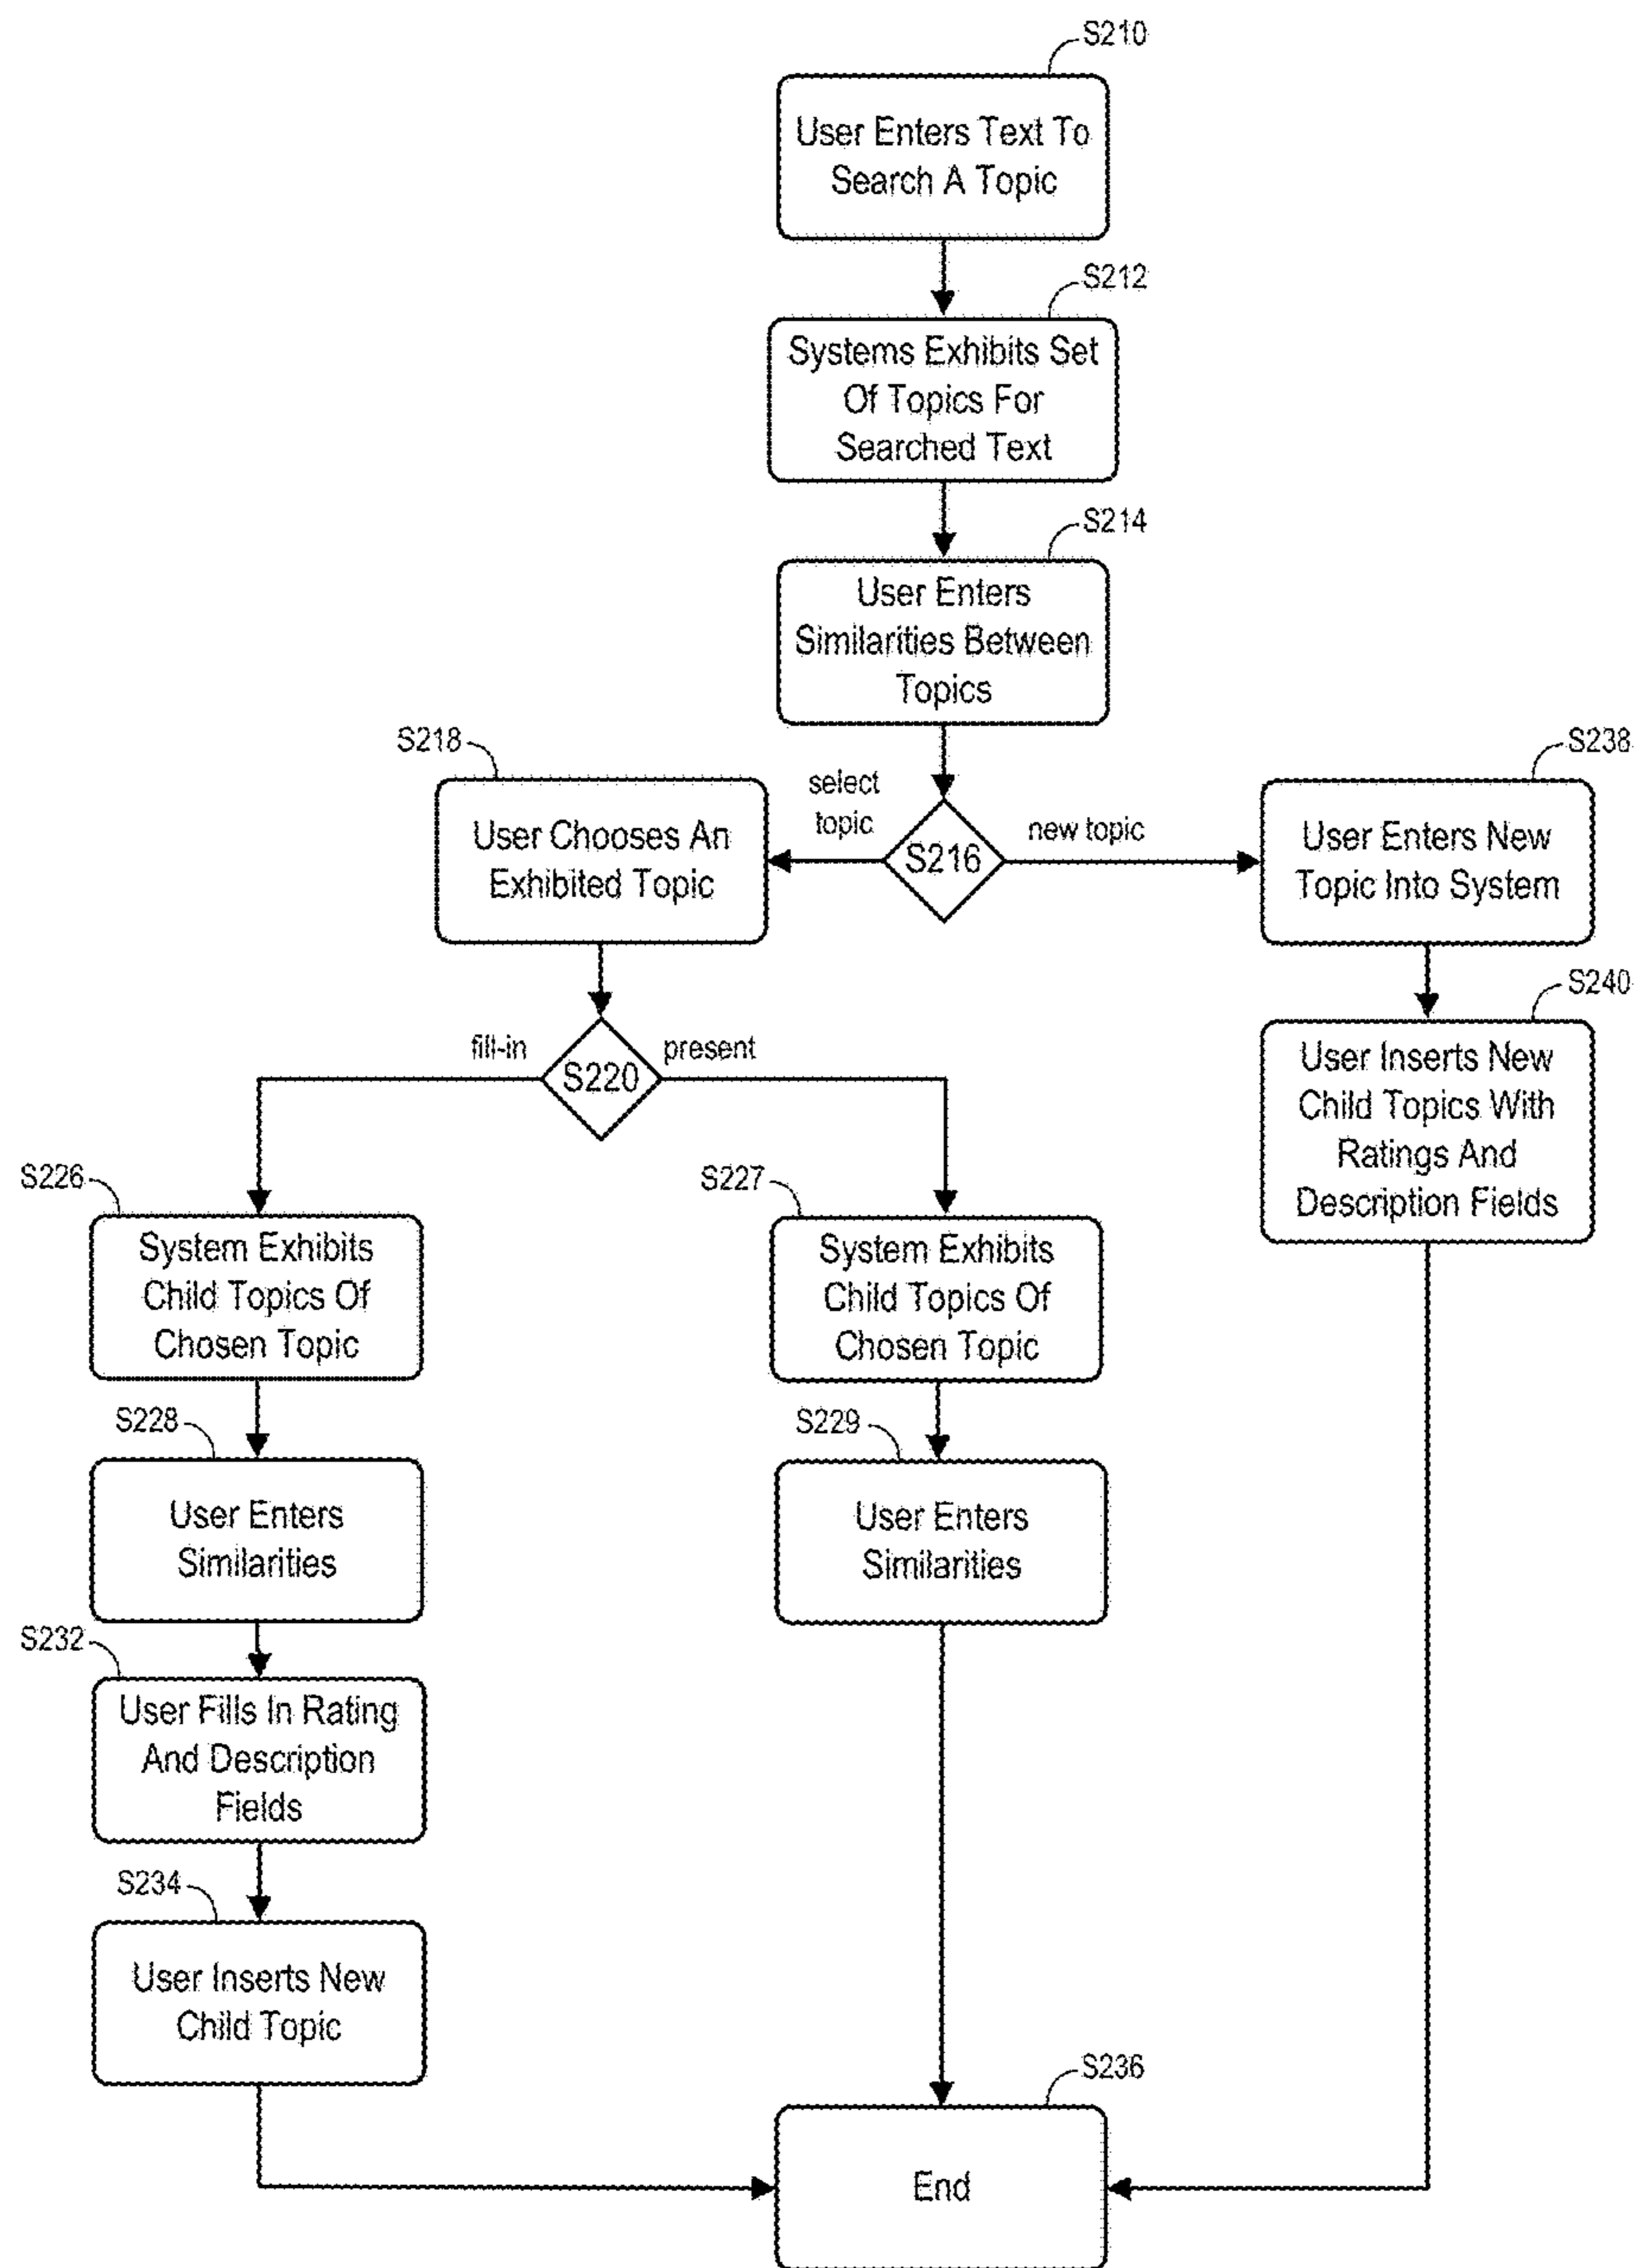 S210
User Enters Text To
Search A Topic
S212
Systems Exhibits Set
Of Topics For
Searched Text
S214
User Enters
Similarities Between
Topics
S218
User Chooses An
Exhibited Topic
select
topic
S216
new topic
S238
User Enters New
Topic Into System
S240
User Inserts New
Child Topics With
Ratings And
Description Fields
fill-in
S220
present
S226
System Exhibits
Child Topics Of
Chosen Topic
S227
System Exhibits
Child Topics Of
Chosen Topic
S228
User Enters
Similarities
S229
User Enters
Similarities
S232
User Fills In Rating
And Description
Fields
S234
User Inserts New
Child Topic
S236
End